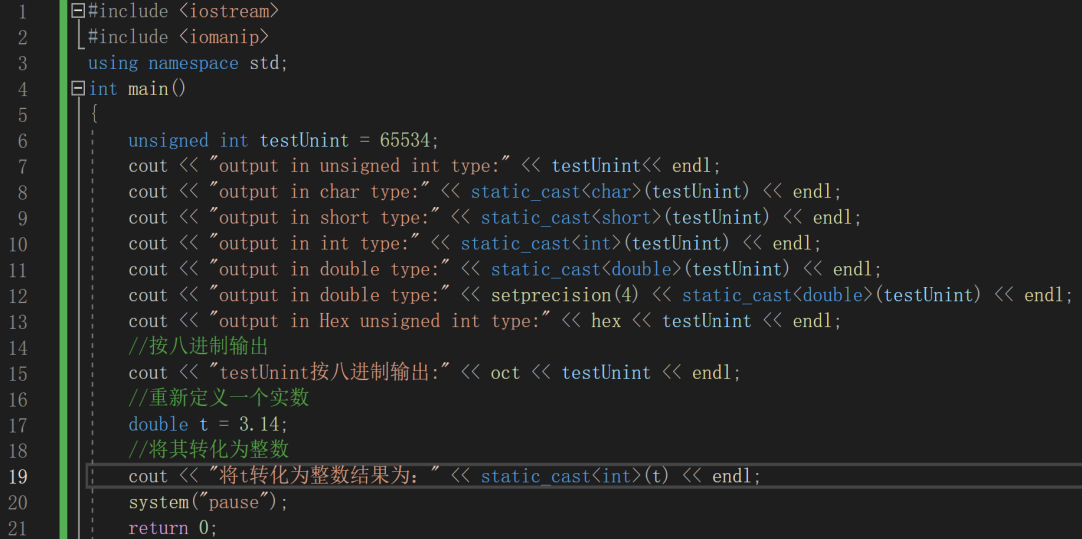 1 #include <iostream>
2 #include <iomanip>
3 using namespace std;
4 int main()
5 {
6 unsigned int testUnint = 65534;
7 cout << "output in unsigned int type:" << testUnint<< endl;
8 cout << "output in char type:" << static_cast<char>(testUnint) << endl;
9 cout << "output in short type:" << static_cast<short>(testUnint) << endl;
10 cout << "output in int type:" << static_cast<int>(testUnint) << endl;
11 cout << "output in double type:" << static_cast<double>(testUnint) << endl;
12 cout << "output in double type:" << setprecision(4) << static_cast<double>(testUnint) << endl;
13 cout << "output in Hex unsigned int type:" << hex << testUnint << endl;
14 //按八进制输出
15 cout << "testUnint按八进制输出:" << oct << testUnint << endl;
16 //重新定义一个实数
17 double t = 3.14;
18 //将其转化为整数
19 cout << "将t转化为整数结果为：" << static_cast<int>(t) << endl;
20 system("pause");
21 return 0;